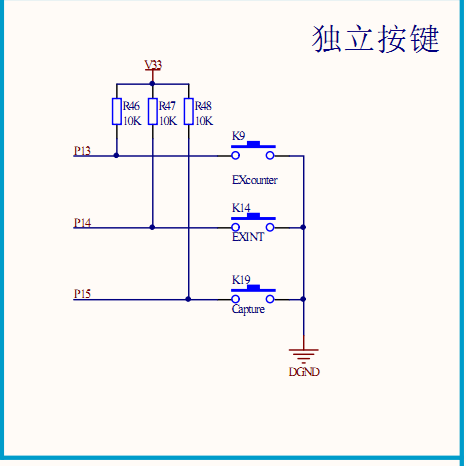 独立按键
V33
R46 R47 R48
10K 10K 10K
K9
P13
EXcounter
K14
P14
EXINT
K19
P15
Capture
DGND